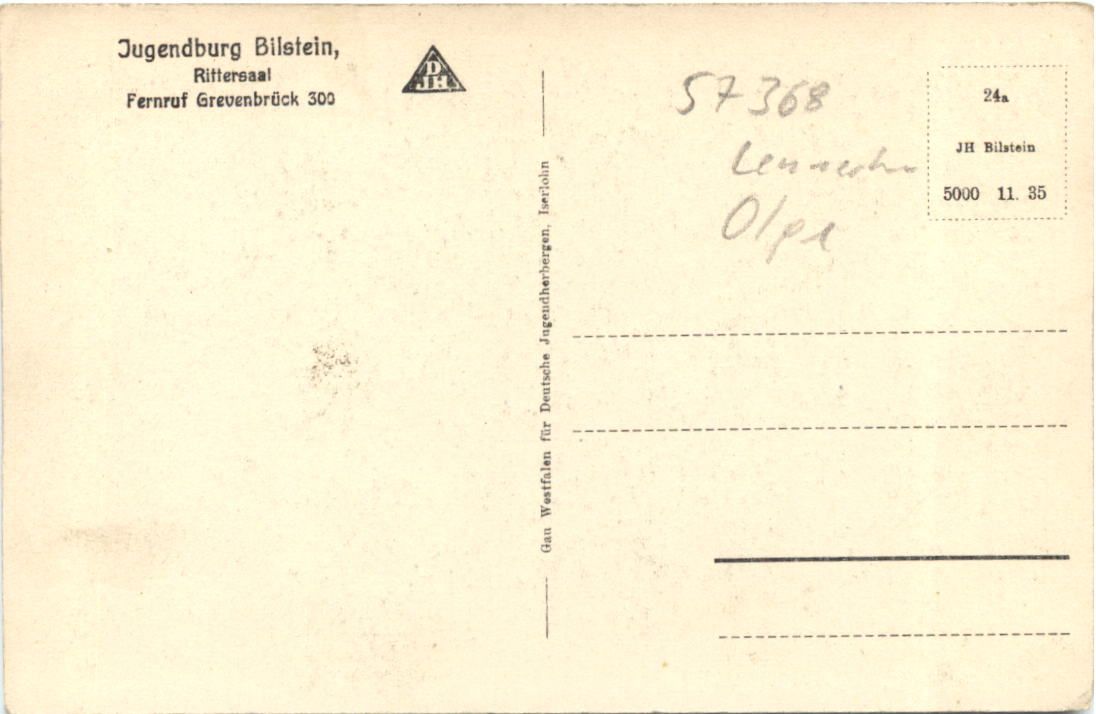 Jugendburg Bilstein,
Rittersaal
Fernruf Grevenbrück 300
DJH
Gau Westfalen für Deutsche Jugendherbergen, Iserlohn
57368
Olpe
24a
JH Bilstein
5000 11. 35